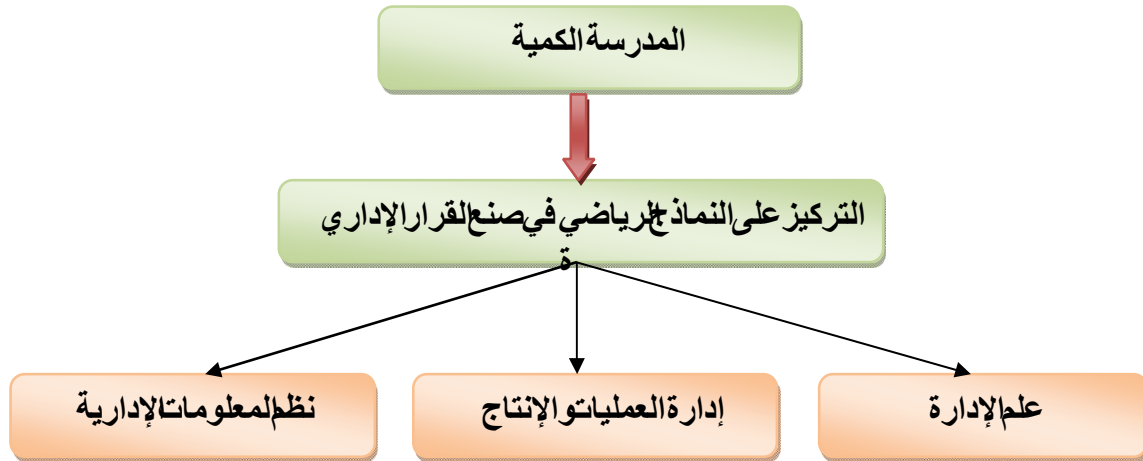 المدرسة الكمية
التركيز على النماذج الرياضي في صنع القرار الإداري
ة
علم الإدارة
إدارة العمليات والإنتاج
نظم المعلومات الإدارية